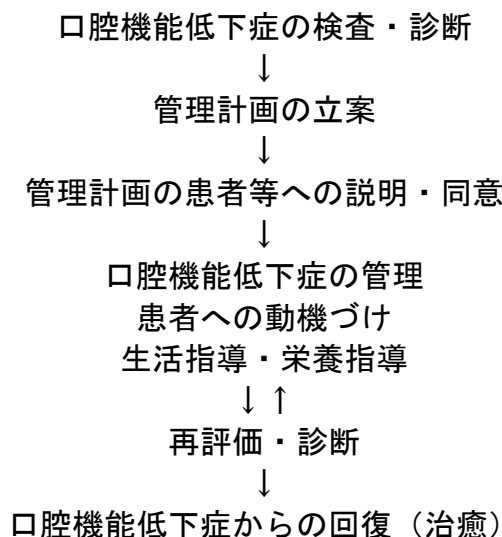 口腔機能低下症の検査・診断
↓
管理計画の立案
↓
管理計画の患者等への説明・同意
↓
口腔機能低下症の管理
患者への動機づけ
生活指導・栄養指導
↓ ↑
再評価・診断
↓
口腔機能低下症からの回復（治癒）